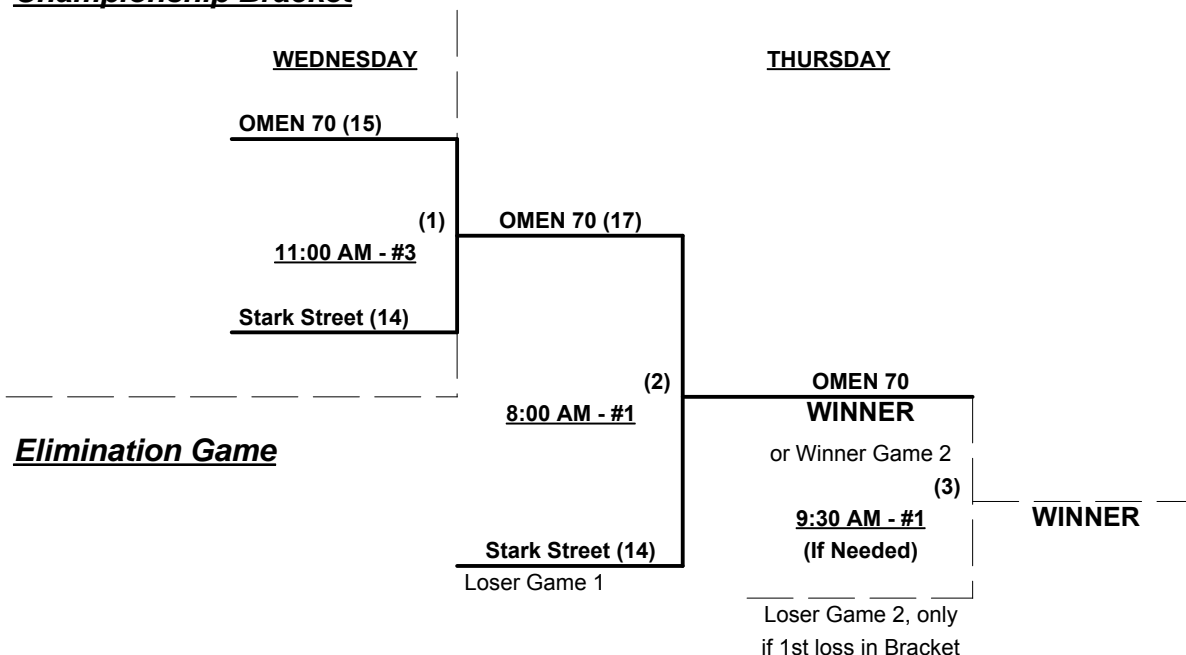 Championship Bracket
WEDNESDAY THURSDAY
OMEN 70 (15)
(1) OMEN 70 (17)
11:00 AM - #3
Stark Street (14)
(2) OMEN 70
8:00 AM - #1 WINNER
Elimination Game
or Winner Game 2
(3)
9:30 AM - #1 WINNER
(If Needed)
Stark Street (14)
Loser Game 1
Loser Game 2, only
if 1st loss in Bracket